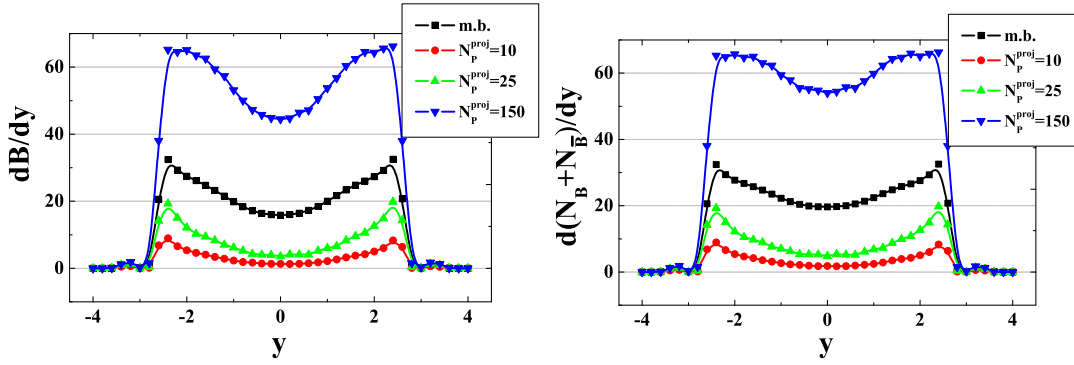 m.b.
N_P^proj=10
N_P^proj=25
N_P^proj=150
dB/dy
60
40
20
0
-4 -2 0 2 4
y
m.b.
N_P^proj=10
N_P^proj=25
N_P^proj=150
d(N_B+N_B̅)/dy
60
40
20
0
-4 -2 0 2 4
y